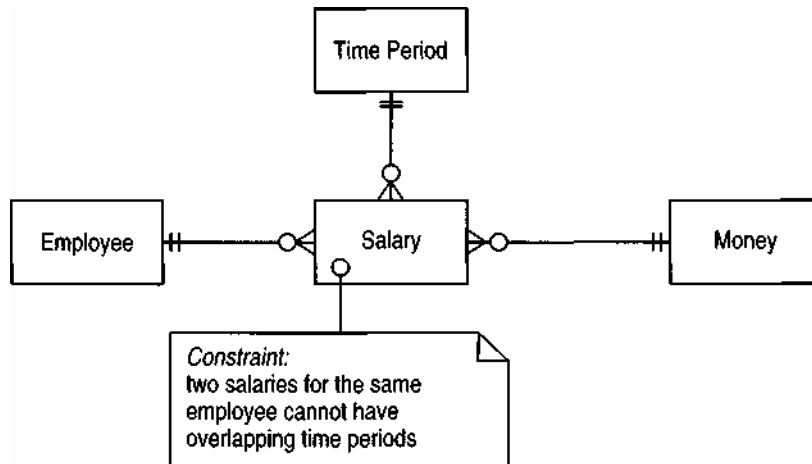 Time Period
Employee
Salary
Money
Constraint:
two salaries for the same
employee cannot have
overlapping time periods